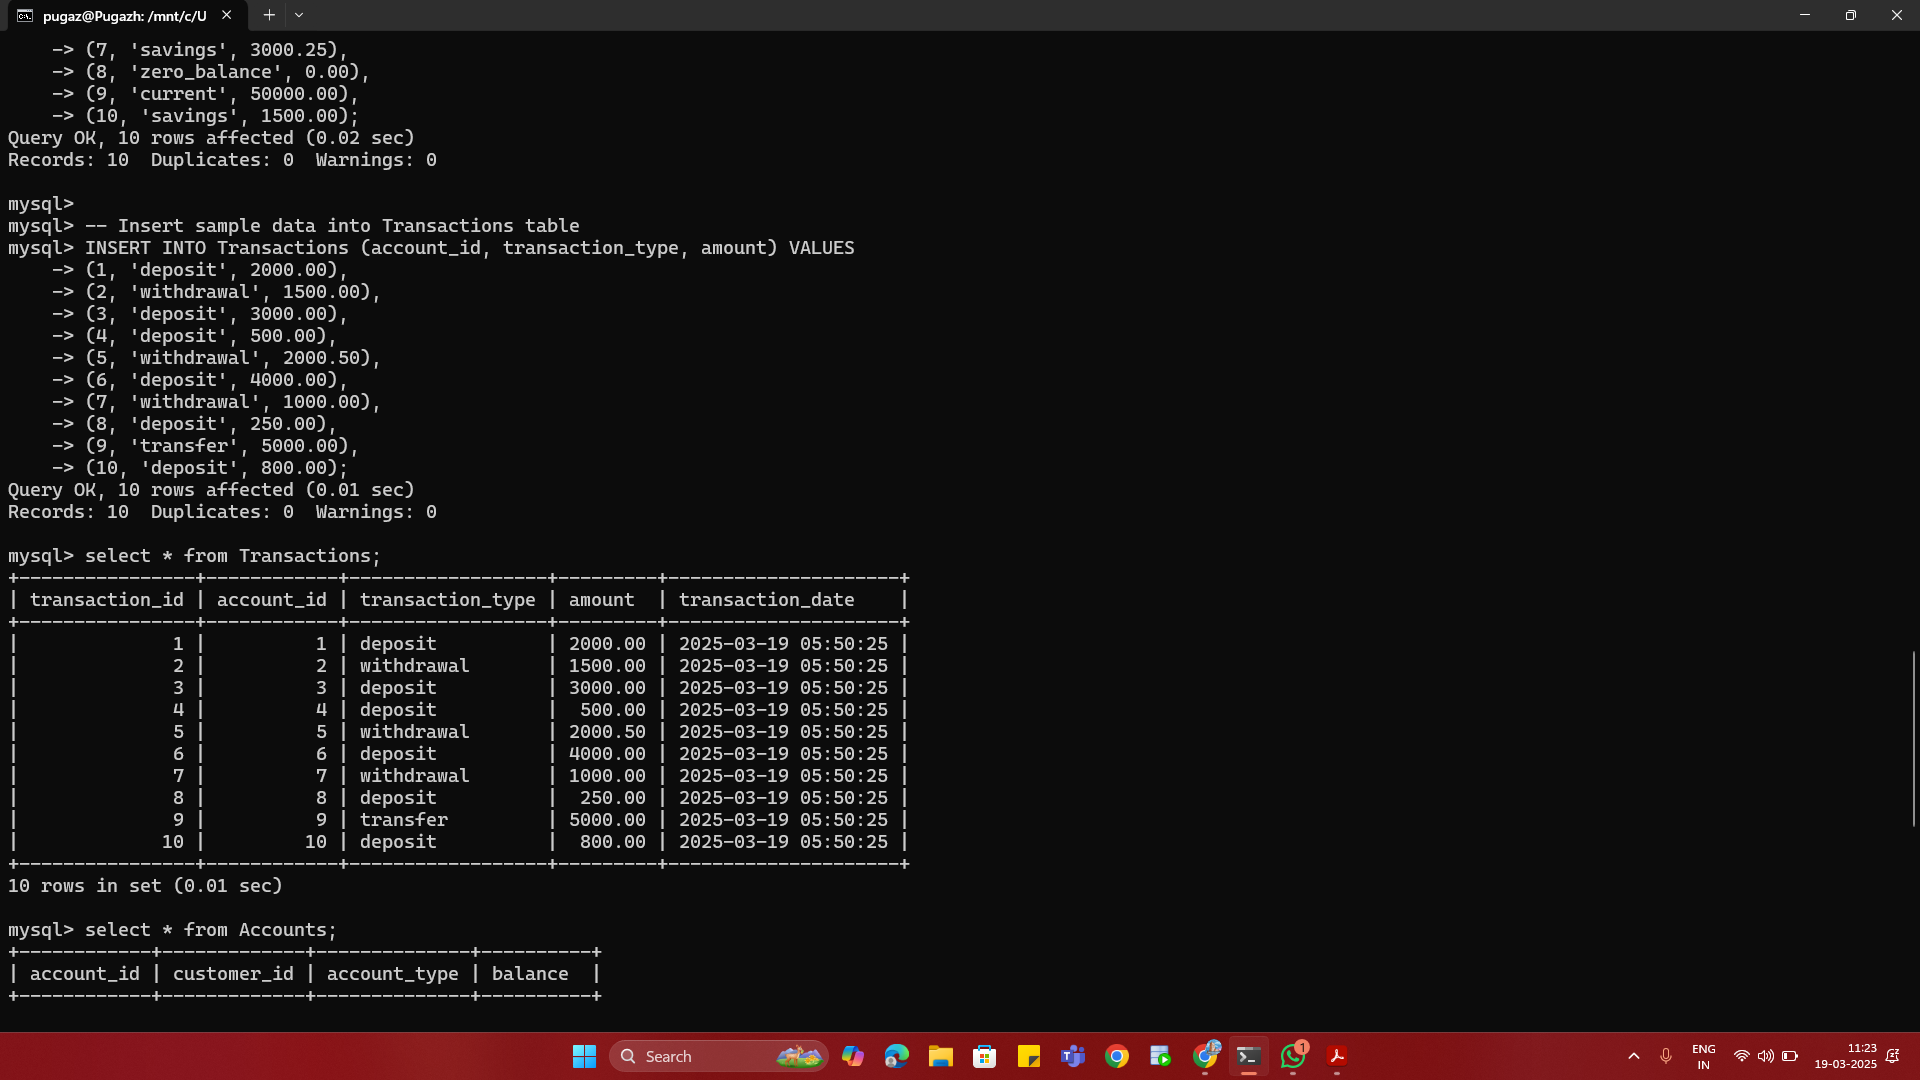 pugaz@Pugazh: /mnt/c/U
    -> (7, 'savings', 3000.25),
    -> (8, 'zero_balance', 0.00),
    -> (9, 'current', 50000.00),
    -> (10, 'savings', 1500.00);
Query OK, 10 rows affected (0.02 sec)
Records: 10  Duplicates: 0  Warnings: 0
mysql>
mysql> -- Insert sample data into Transactions table
mysql> INSERT INTO Transactions (account_id, transaction_type, amount) VALUES
    -> (1, 'deposit', 2000.00),
    -> (2, 'withdrawal', 1500.00),
    -> (3, 'deposit', 3000.00),
    -> (4, 'deposit', 500.00),
    -> (5, 'withdrawal', 2000.50),
    -> (6, 'deposit', 4000.00),
    -> (7, 'withdrawal', 1000.00),
    -> (8, 'deposit', 250.00),
    -> (9, 'transfer', 5000.00),
    -> (10, 'deposit', 800.00);
Query OK, 10 rows affected (0.01 sec)
Records: 10  Duplicates: 0  Warnings: 0
mysql> select * from Transactions;
+----------------+------------+------------------+---------+---------------------+
| transaction_id | account_id | transaction_type | amount  | transaction_date    |
+----------------+------------+------------------+---------+---------------------+
|              1 |          1 | deposit          | 2000.00 | 2025-03-19 05:50:25 |
|              2 |          2 | withdrawal       | 1500.00 | 2025-03-19 05:50:25 |
|              3 |          3 | deposit          | 3000.00 | 2025-03-19 05:50:25 |
|              4 |          4 | deposit          |  500.00 | 2025-03-19 05:50:25 |
|              5 |          5 | withdrawal       | 2000.50 | 2025-03-19 05:50:25 |
|              6 |          6 | deposit          | 4000.00 | 2025-03-19 05:50:25 |
|              7 |          7 | withdrawal       | 1000.00 | 2025-03-19 05:50:25 |
|              8 |          8 | deposit          |  250.00 | 2025-03-19 05:50:25 |
|              9 |          9 | transfer         | 5000.00 | 2025-03-19 05:50:25 |
|             10 |         10 | deposit          |  800.00 | 2025-03-19 05:50:25 |
+----------------+------------+------------------+---------+---------------------+
10 rows in set (0.01 sec)
mysql> select * from Accounts;
+------------+-------------+--------------+----------+
| account_id | customer_id | account_type | balance  |
+------------+-------------+--------------+----------+
Search
1
ENG
IN
11:23
19-03-2025